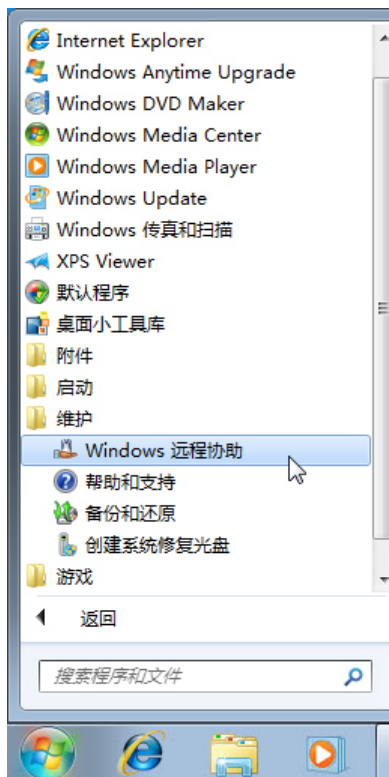 Internet Explorer
Windows Anytime Upgrade
Windows DVD Maker
Windows Media Center
Windows Media Player
Windows Update
Windows 传真和扫描
XPS Viewer
默认程序
桌面小工具库
附件
启动
维护
Windows 远程协助
帮助和支持
备份和还原
创建系统修复光盘
游戏
返回
搜索程序和文件